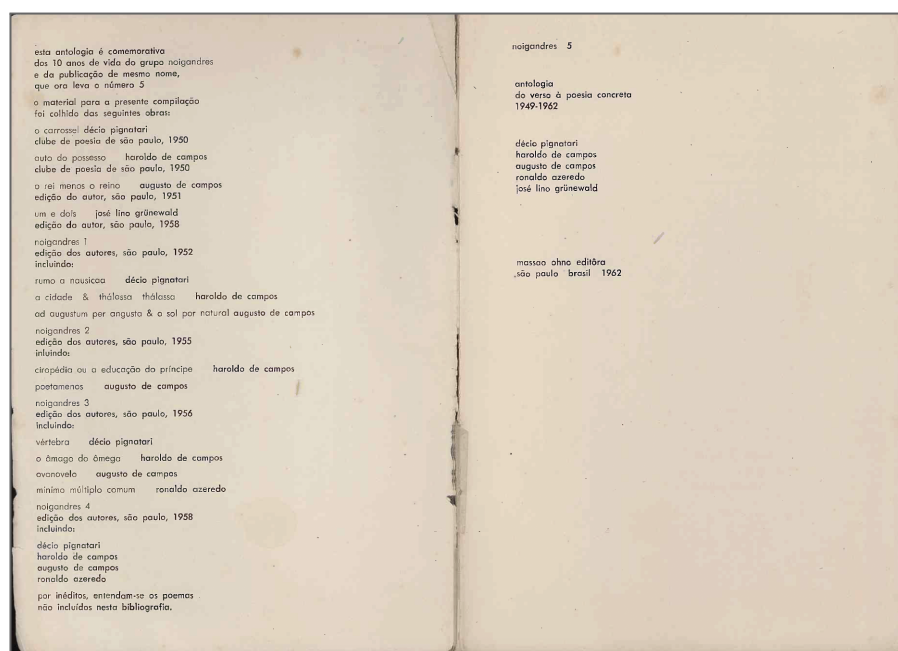 esta antologia é comemorativa
dos 10 anos de vida do grupo noigandres
e da publicação de mesmo nome,
que ora leva o número 5
o material para a presente compilação
foi colhido das seguintes obras:
o carrossel décio pignatari
clube de poesia de são paulo, 1950
auto do possesso haroldo de campos
clube de poesia de são paulo, 1950
o rei menos o reino augusto de campos
edição do autor, são paulo, 1951
um e dois josé lino grünewald
edição do autor, são paulo, 1958
noigandres 1
edição dos autores, são paulo, 1952
incluindo:
rumo a nausicaa décio pignatari
a cidade & thálassa thálassa haroldo de campos
ad augustum per angusta & o sol por natural augusto de campos
noigandres 2
edição dos autores, são paulo, 1955
inluindo:
ciropédia ou a educação do príncipe haroldo de campos
poetamenos augusto de campos
noigandres 3
edição dos autores, são paulo, 1956
incluindo:
vértebra décio pignatari
o âmago do ômega haroldo de campos
ovonovelo augusto de campos
mínimo múltiplo comum ronaldo azeredo
noigandres 4
edição dos autores, são paulo, 1958
incluindo:
décio pignatari
haroldo de campos
augusto de campos
ronaldo azeredo
por inéditos, entendam-se os poemas
não incluídos nesta bibliografia.
noigandres 5
antologia
do verso à poesia concreta
1949-1962
décio pignatari
haroldo de campos
augusto de campos
ronaldo azeredo
josé lino grünewald
massao ohno editôra
são paulo brasil 1962